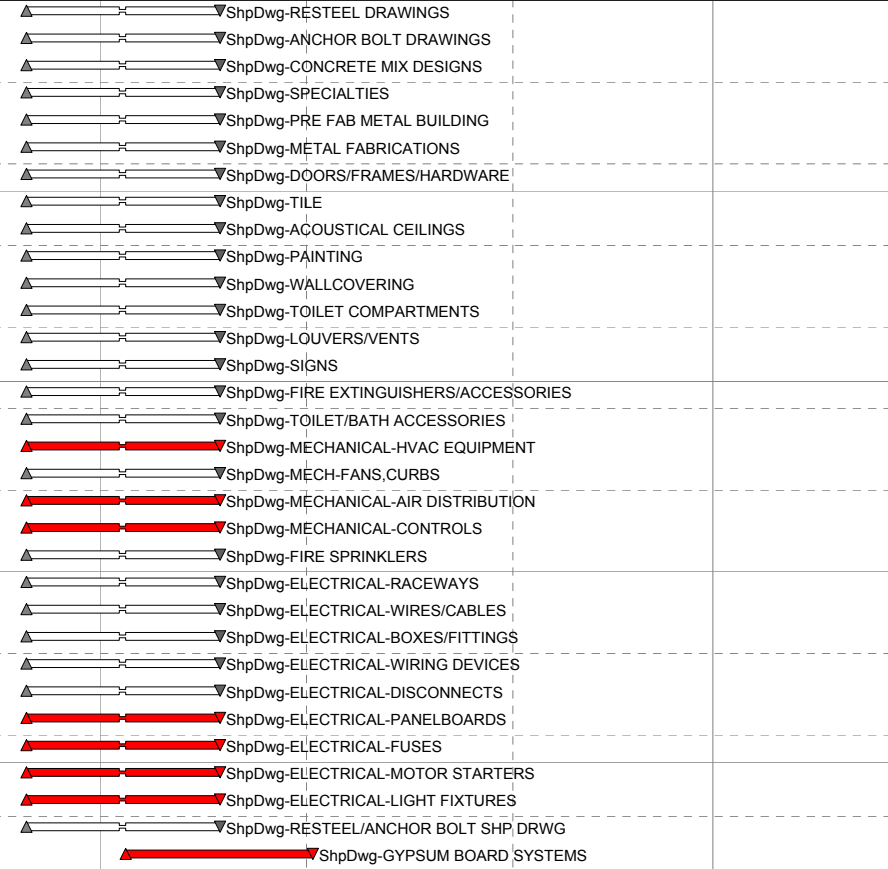 ShpDwg-RESTEEL DRAWINGS
ShpDwg-ANCHOR BOLT DRAWINGS
ShpDwg-CONCRETE MIX DESIGNS
ShpDwg-SPECIALTIES
ShpDwg-PRE FAB METAL BUILDING
ShpDwg-METAL FABRICATIONS
ShpDwg-DOORS/FRAMES/HARDWARE
ShpDwg-TILE
ShpDwg-ACOUSTICAL CEILINGS
ShpDwg-PAINTING
ShpDwg-WALLCOVERING
ShpDwg-TOILET COMPARTMENTS
ShpDwg-LOUVERS/VENTS
ShpDwg-SIGNS
ShpDwg-FIRE EXTINGUISHERS/ACCESSORIES
ShpDwg-TOILET/BATH ACCESSORIES
ShpDwg-MECHANICAL-HVAC EQUIPMENT
ShpDwg-MECH-FANS,CURBS
ShpDwg-MECHANICAL-AIR DISTRIBUTION
ShpDwg-MECHANICAL-CONTROLS
ShpDwg-FIRE SPRINKLERS
ShpDwg-ELECTRICAL-RACEWAYS
ShpDwg-ELECTRICAL-WIRES/CABLES
ShpDwg-ELECTRICAL-BOXES/FITTINGS
ShpDwg-ELECTRICAL-WIRING DEVICES
ShpDwg-ELECTRICAL-DISCONNECTS
ShpDwg-ELECTRICAL-PANELBOARDS
ShpDwg-ELECTRICAL-FUSES
ShpDwg-ELECTRICAL-MOTOR STARTERS
ShpDwg-ELECTRICAL-LIGHT FIXTURES
ShpDwg-RESTEEL/ANCHOR BOLT SHP DRWG
ShpDwg-GYPSUM BOARD SYSTEMS